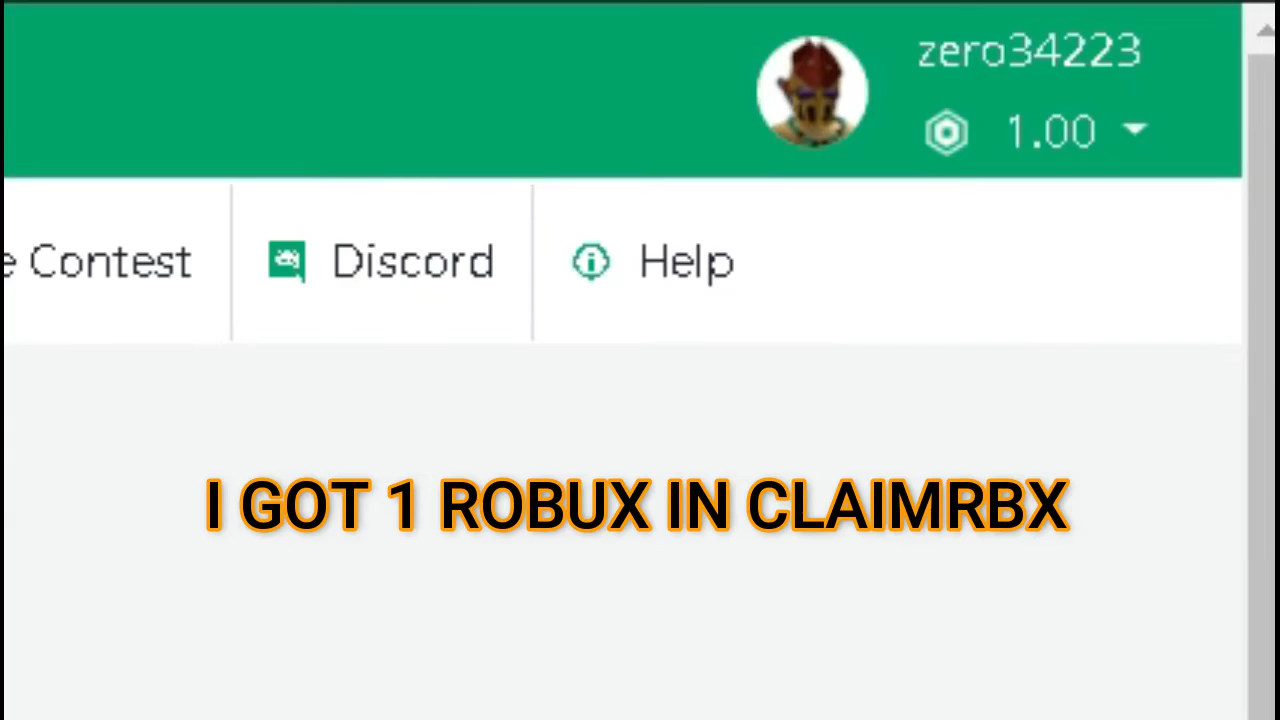 zero34223
1.00
e Contest
Discord
Help
I GOT 1 ROBUX IN CLAIMRBX